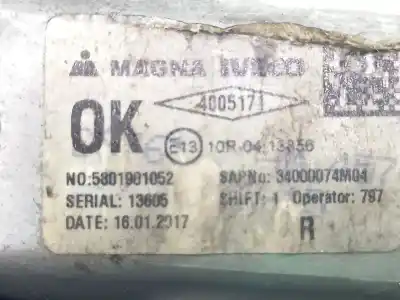 MAGNA IVECO
4005171
OK
E13 10R-04 13856
NO:5801981052 SAPNo: 34000074M04
SERIAL: 13605 SHIFT: 1 Operator: 797
DATE: 16.01.2017 R